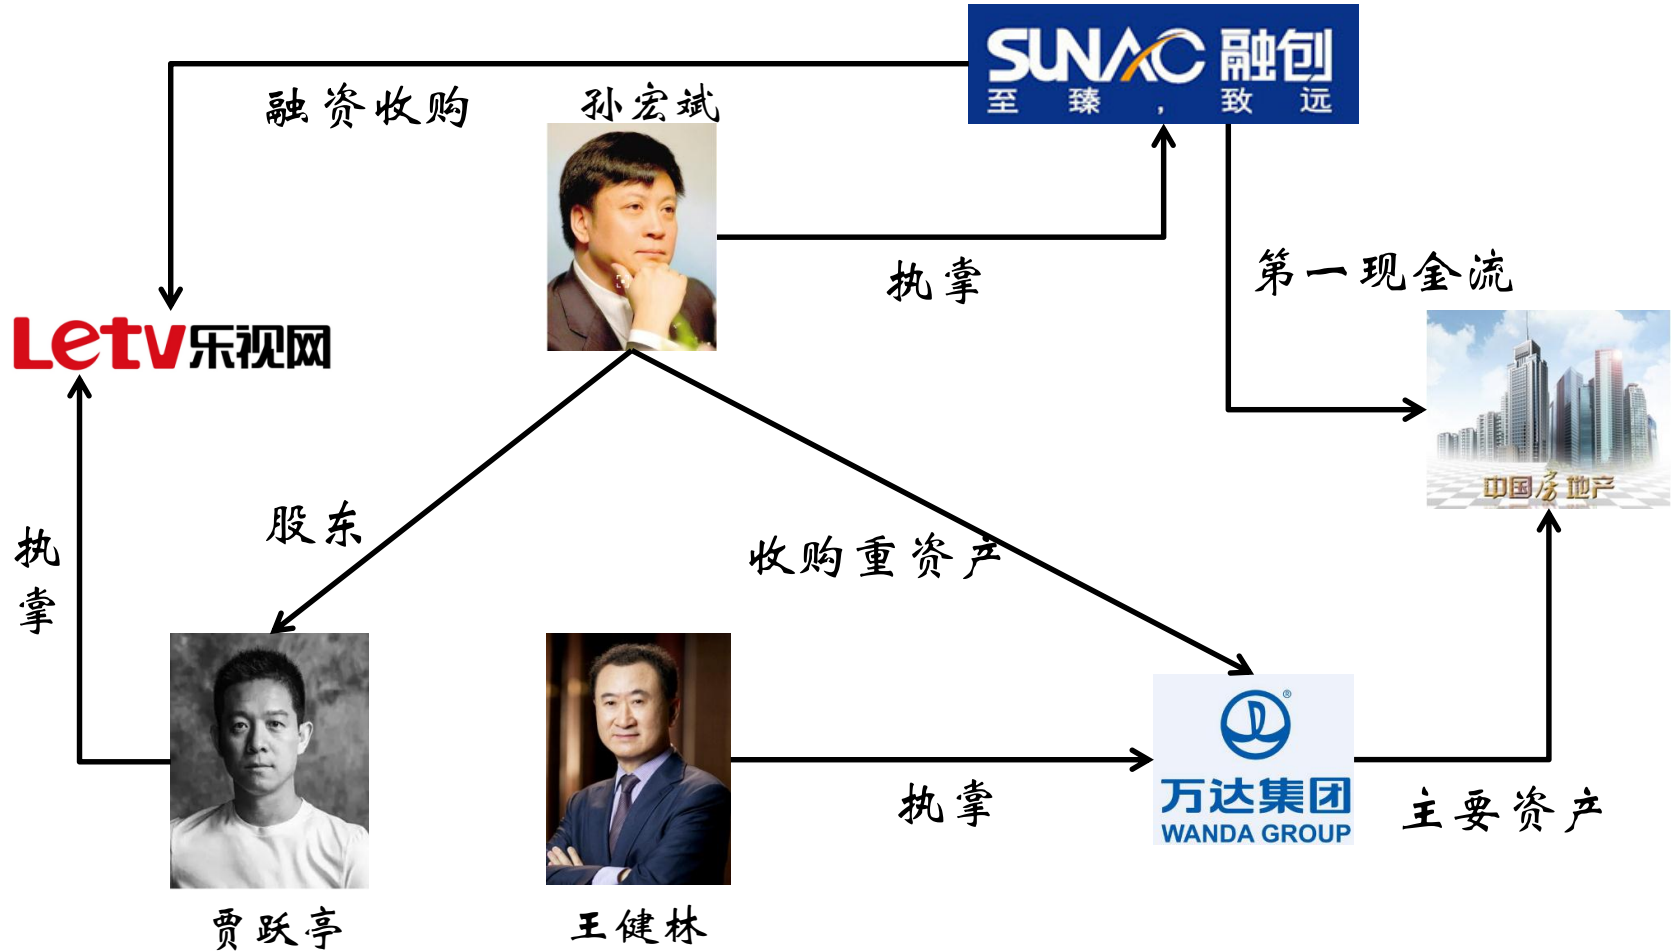 SUNAC 融创
至臻，致远
融资收购
孙宏斌
执掌
第一现金流
Letv乐视网
中国房地产
股东
收购重资产
执
掌
®
万达集团
WANDA GROUP
执掌
主要资产
贾跃亭
王健林